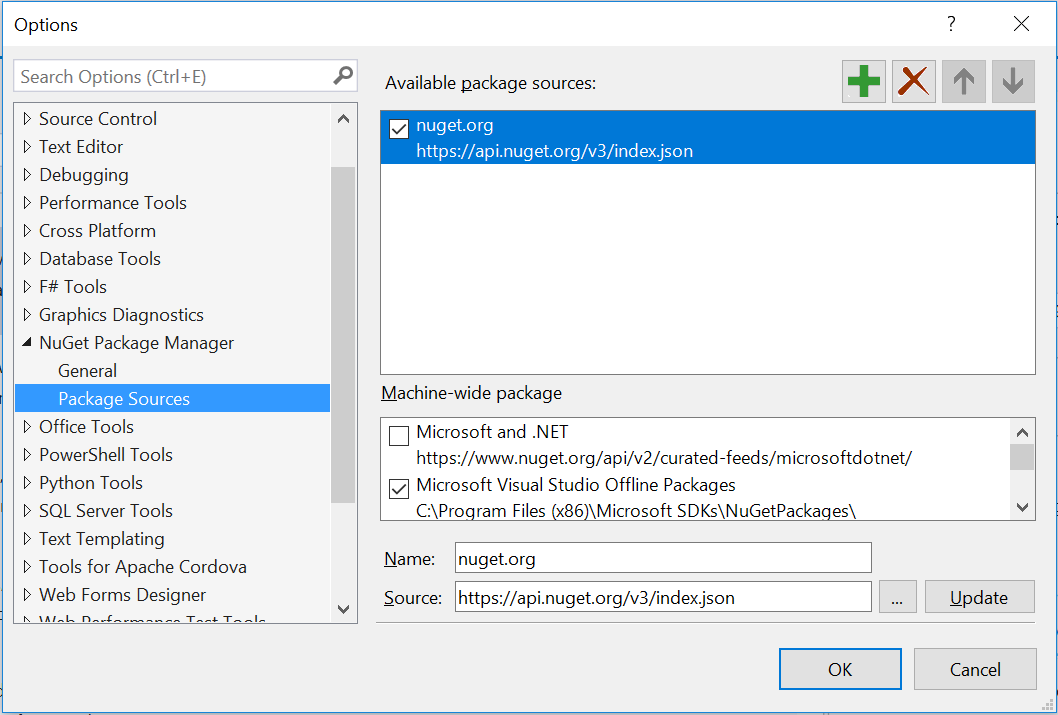 Options
?
Search Options (Ctrl+E)
Source Control
Text Editor
Debugging
Performance Tools
Cross Platform
Database Tools
F# Tools
Graphics Diagnostics
NuGet Package Manager
General
Package Sources
Office Tools
PowerShell Tools
Python Tools
SQL Server Tools
Text Templating
Tools for Apache Cordova
Web Forms Designer
Web Performance Test Tools
Available package sources:
nuget.org
https://api.nuget.org/v3/index.json
Machine-wide package
Microsoft and .NET
https://www.nuget.org/api/v2/curated-feeds/microsoftdotnet/
Microsoft Visual Studio Offline Packages
C:\Program Files (x86)\Microsoft SDKs\NuGetPackages\
Name: nuget.org
Source: https://api.nuget.org/v3/index.json ... Update
OK Cancel